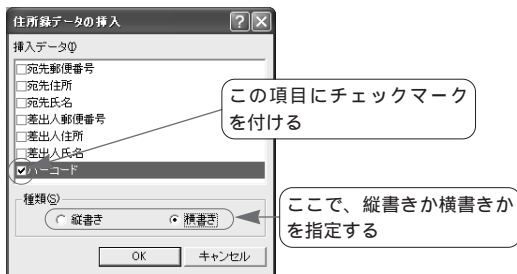 住所録データの挿入
挿入データ(I)
宛先郵便番号
宛先住所
宛先氏名
差出人郵便番号
差出人住所
差出人氏名
バーコード
種類(S)
縦書き 横書き
OK キャンセル
この項目にチェックマーク
を付ける
ここで、縦書きか横書きか
を指定する